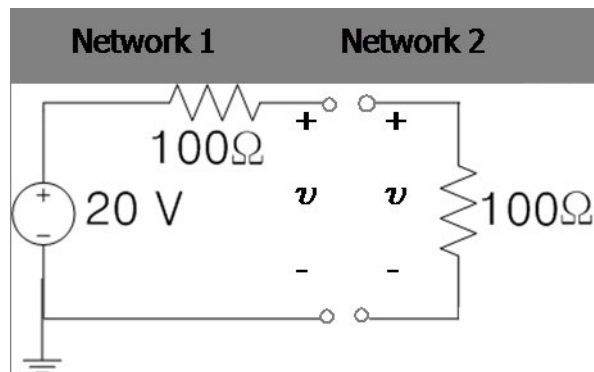 Network 1 Network 2
+ +
100Ω
+
20 V
-
v v
100Ω
- -